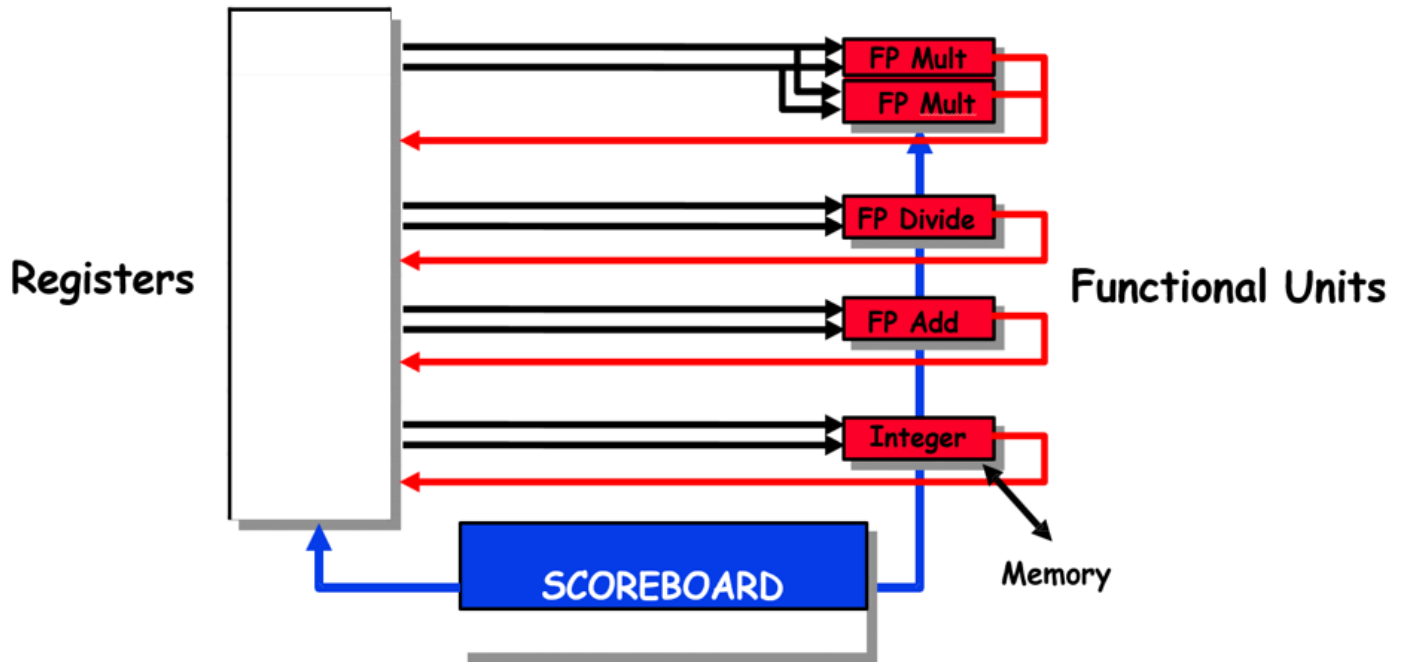 FP Mult
FP Mult
FP Divide
Registers
Functional Units
FP Add
Integer
SCOREBOARD
Memory